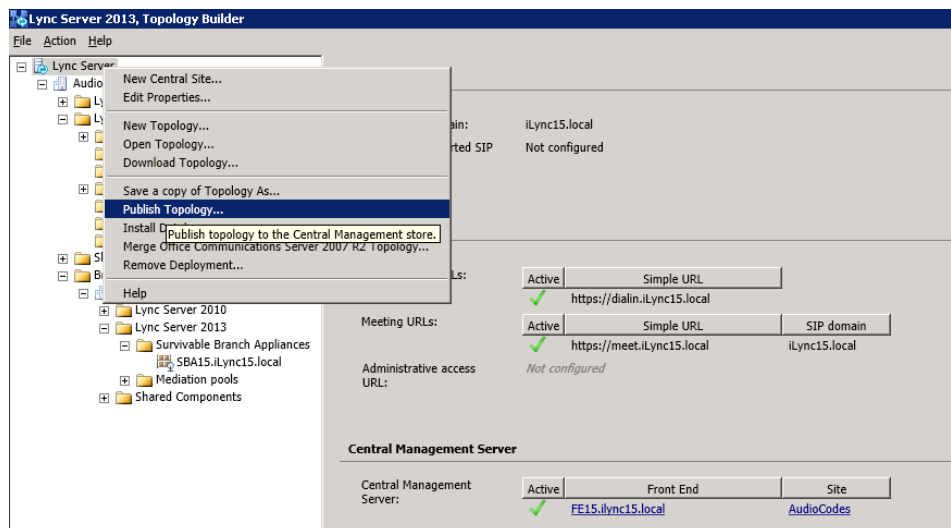 Lync Server 2013, Topology Builder
File Action Help
Lync Server
Audio
New Central Site...
Edit Properties...
New Topology...
Open Topology...
Download Topology...
Save a copy of Topology As...
Publish Topology...
Publish topology to the Central Management store.
Merge Office Communications Server 2007 R2 Topology...
Remove Deployment...
Help
ain: iLync15.local
rted SIP Not configured
Lync Server 2010
Lync Server 2013
Survivable Branch Appliances
SBA15.iLync15.local
Mediation pools
Shared Components
Ls: Active Simple URL
https://dialin.iLync15.local
Meeting URLs: Active Simple URL SIP domain
https://meet.iLync15.local iLync15.local
Administrative access Not configured
URL:
Central Management Server
Central Management Active Front End Site
Server: FE15.ilync15.local AudioCodes